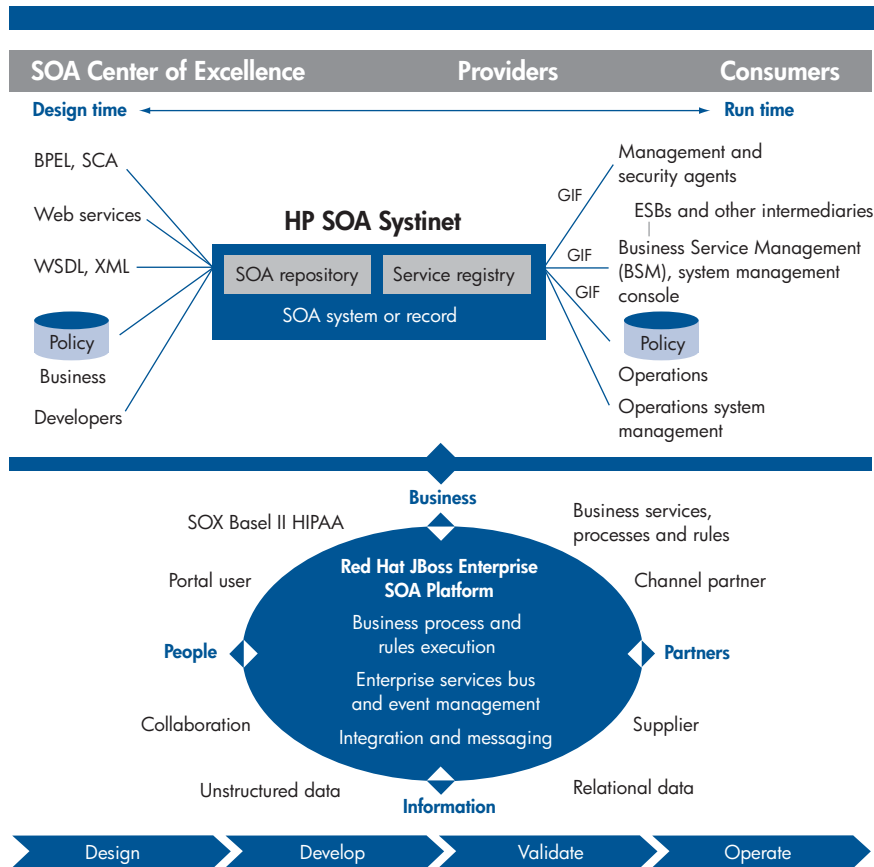 SOA Center of Excellence
Providers
Consumers
Design time
Run time
BPEL, SCA
Web services
WSDL, XML
Policy
Business
Developers
HP SOA Systinet
SOA repository
Service registry
SOA system or record
GIF
GIF
GIF
Management and
security agents
ESBs and other intermediaries
Business Service Management
(BSM), system management
console
Policy
Operations
Operations system
management
Business
SOX Basel II HIPAA
Business services,
processes and rules
Portal user
Channel partner
People
Partners
Red Hat JBoss Enterprise
SOA Platform
Business process and
rules execution
Enterprise services bus
and event management
Integration and messaging
Collaboration
Supplier
Unstructured data
Relational data
Information
Design
Develop
Validate
Operate